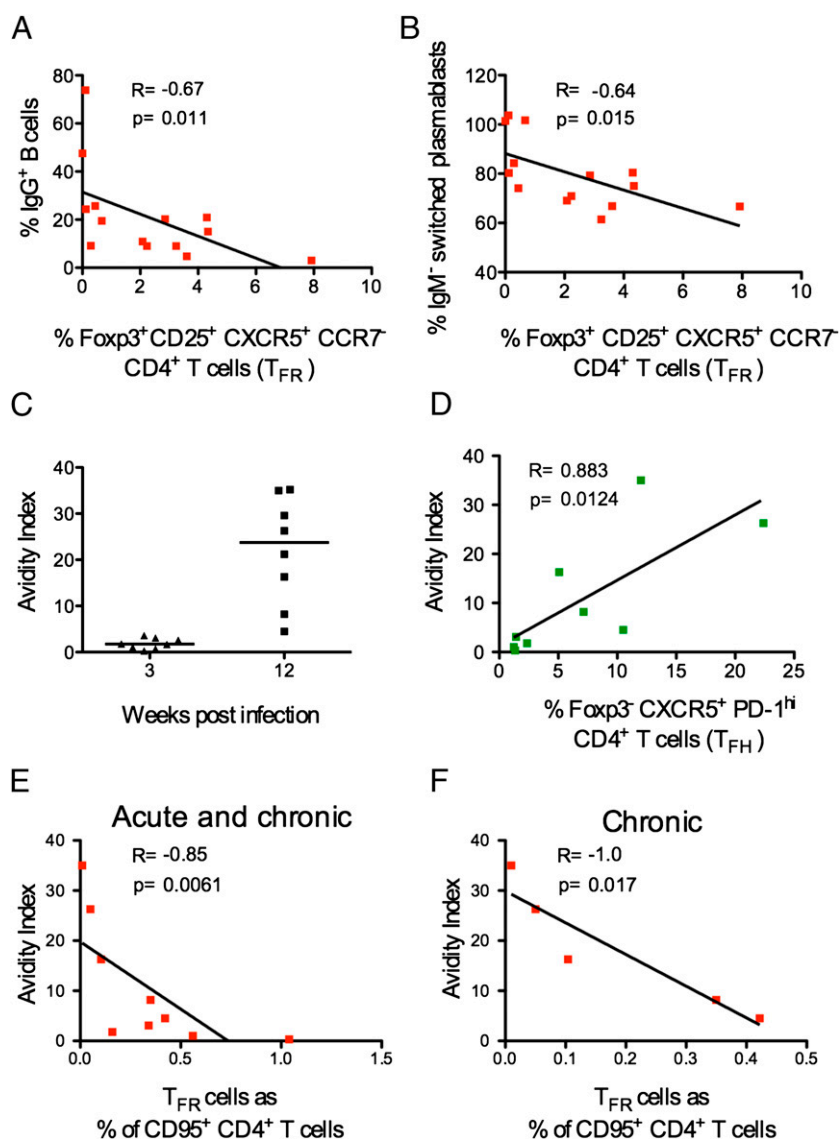 A
R= -0.67
p= 0.011
% IgG⁺ B cells
80
60
40
20
0
0 2 4 6 8 10
% Foxp3⁺ CD25⁺ CXCR5⁺ CCR7⁻
CD4⁺ T cells (T_FR)
B
R= -0.64
p= 0.015
% IgM⁻ switched plasmablasts
120
100
80
60
40
0 2 4 6 8 10
% Foxp3⁺ CD25⁺ CXCR5⁺ CCR7⁻
CD4⁺ T cells (T_FR)
C
Avidity Index
40
30
20
10
0
3 12
Weeks post infection
D
R= 0.883
p= 0.0124
Avidity Index
40
30
20
10
0
0 5 10 15 20 25
% Foxp3⁻ CXCR5⁺ PD-1ʰⁱ
CD4⁺ T cells (T_FH)
E
Acute and chronic
R= -0.85
p= 0.0061
Avidity Index
40
30
20
10
0
0.0 0.5 1.0 1.5
T_FR cells as
% of CD95⁺ CD4⁺ T cells
F
Chronic
R= -1.0
p= 0.017
Avidity Index
40
30
20
10
0
0.0 0.1 0.2 0.3 0.4 0.5
T_FR cells as
% of CD95⁺ CD4⁺ T cells